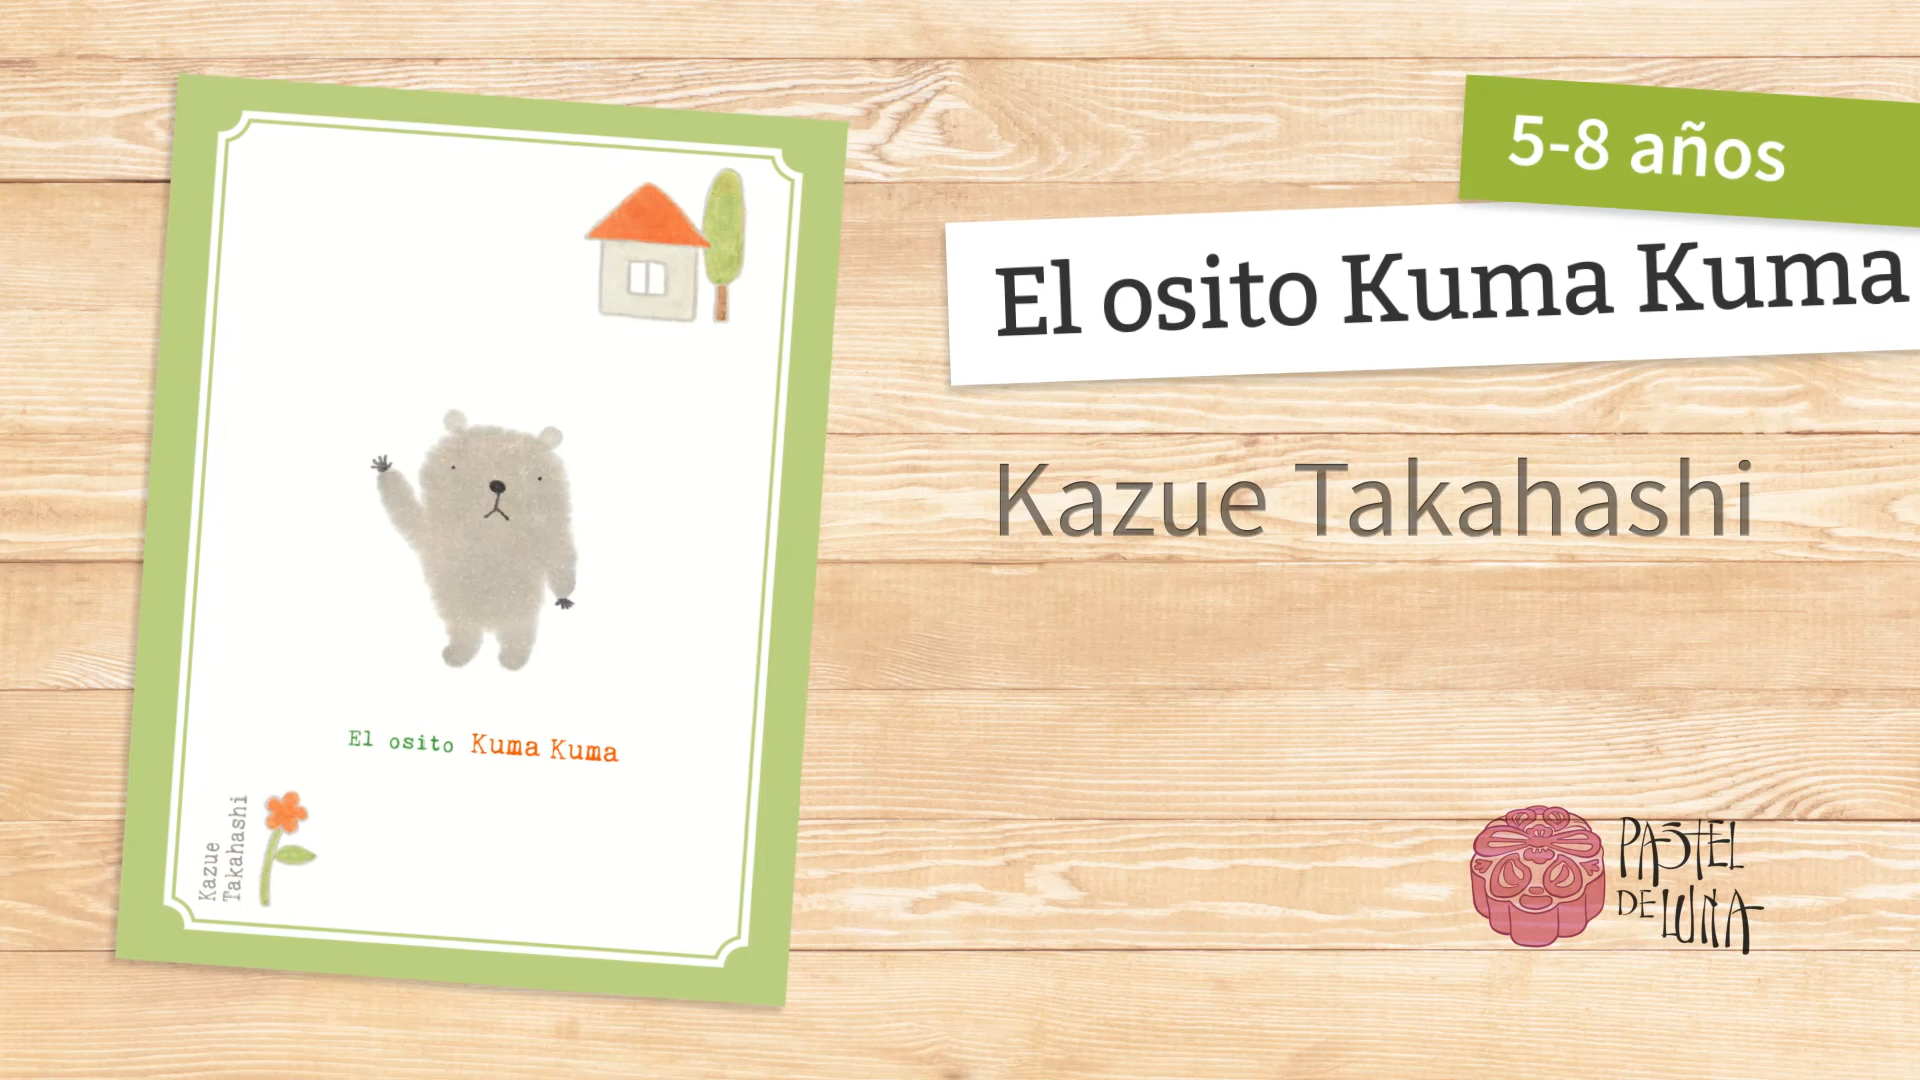 5-8 años
El osito Kuma Kuma
Kazue Takahashi
El osito Kuma Kuma
Kazue
Takahashi
PASTEL
DE LUNA